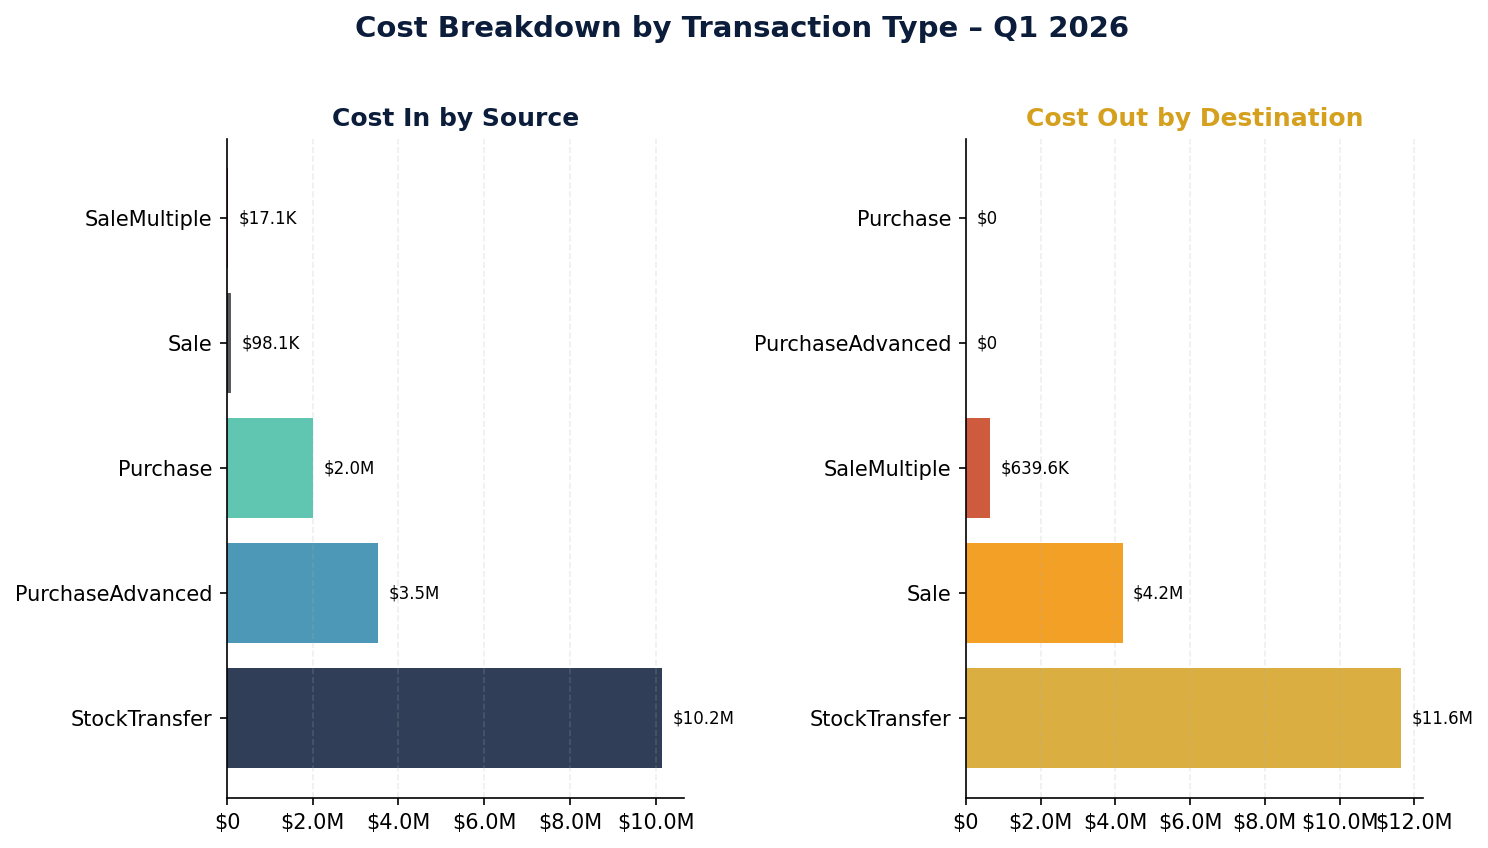 Cost Breakdown by Transaction Type – Q1 2026
Cost In by Source
SaleMultiple
$17.1K
Sale
$98.1K
Purchase
$2.0M
PurchaseAdvanced
$3.5M
StockTransfer
$10.2M
$0 $2.0M $4.0M $6.0M $8.0M $10.0M
Cost Out by Destination
Purchase
$0
PurchaseAdvanced
$0
SaleMultiple
$639.6K
Sale
$4.2M
StockTransfer
$11.6M
$0 $2.0M $4.0M $6.0M $8.0M $10.0M $12.0M